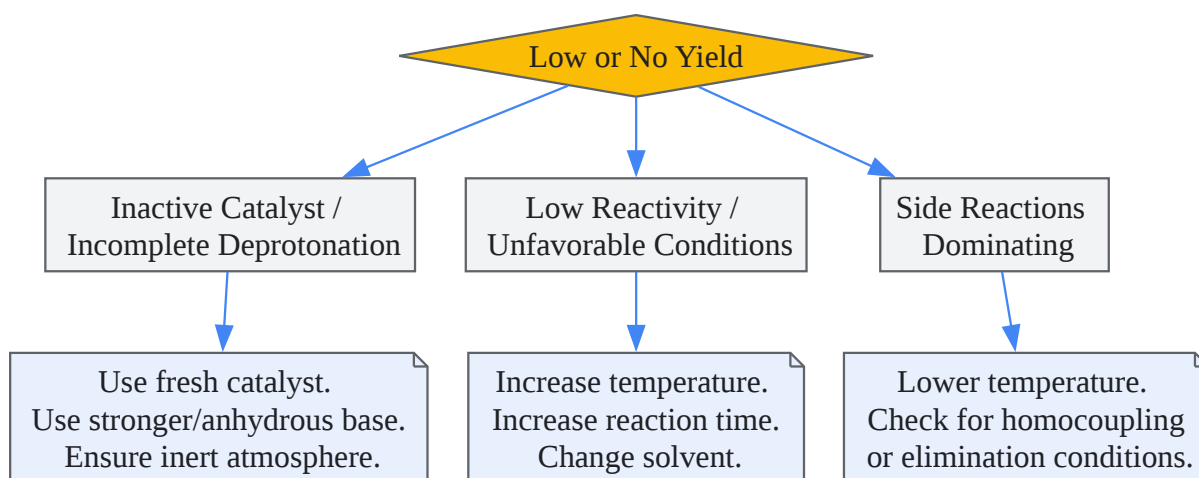 Low or No Yield
Inactive Catalyst /
Incomplete Deprotonation
Low Reactivity /
Unfavorable Conditions
Side Reactions
Dominating
Use fresh catalyst.
Use stronger/anhydrous base.
Ensure inert atmosphere.
Increase temperature.
Increase reaction time.
Change solvent.
Lower temperature.
Check for homocoupling
or elimination conditions.